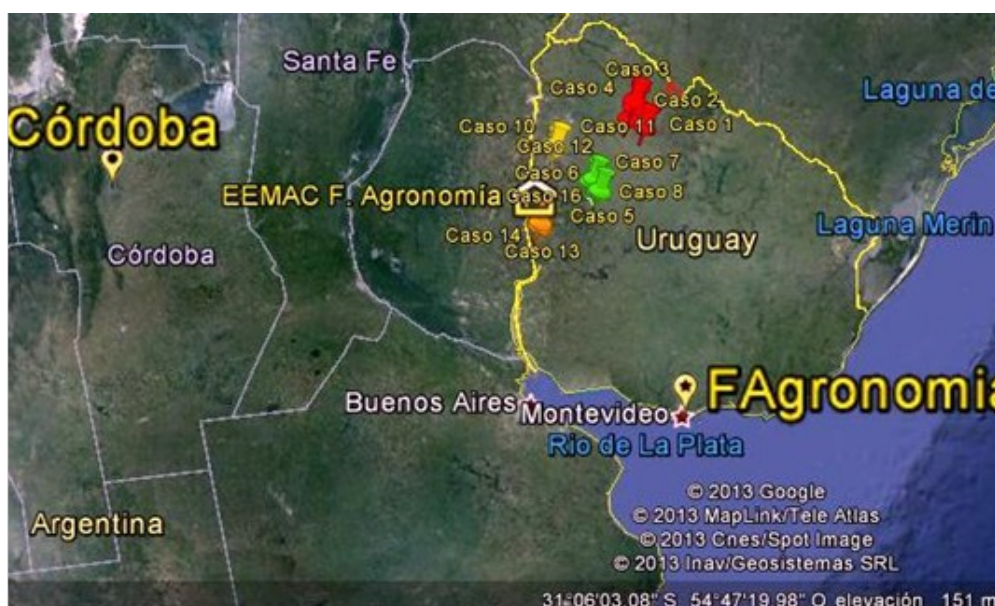 Santa Fe
Caso 3
Caso 4
Laguna de
Caso 2
Córdoba
Caso 10
Caso 11
Caso 1
Caso 12
Caso 7
Caso 6
EEMAC F. Agronomía
Caso 16
Caso 8
Caso 5
Laguna Merin
Caso 14
Uruguay
Córdoba
Caso 13
Buenos Aires
Montevideo
FAgronomia
Rio de La Plata
© 2013 Google
© 2013 MapLink/Tele Atlas
© 2013 Cnes/Spot Image
Argentina
© 2013 Inav/Geosistemas SRL
31°06'03.08" S 54°47'19.98" O elevación 151 m